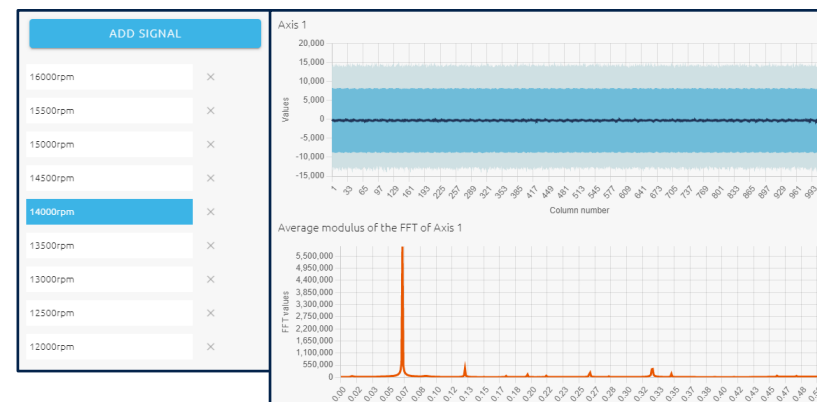 ADD SIGNAL
16000rpm
15500rpm
15000rpm
14500rpm
14000rpm
13500rpm
13000rpm
12500rpm
12000rpm
Axis 1
20,000
15,000
10,000
5,000
0
-5,000
-10,000
-15,000
Values
1 33 65 97 129 161 193 225 257 289 321 353 385 417 449 481 513 545 577 609 641 673 705 737 769 801 833 865 897 929 961 993
Column number
Average modulus of the FFT of Axis 1
5,500,000
4,950,000
4,400,000
3,850,000
3,300,000
2,750,000
2,200,000
1,650,000
1,100,000
550,000
0
FFT values
0.00 0.02 0.03 0.05 0.07 0.08 0.10 0.12 0.13 0.15 0.17 0.18 0.20 0.22 0.23 0.25 0.27 0.28 0.30 0.32 0.33 0.35 0.37 0.38 0.40 0.42 0.43 0.45 0.47 0.48